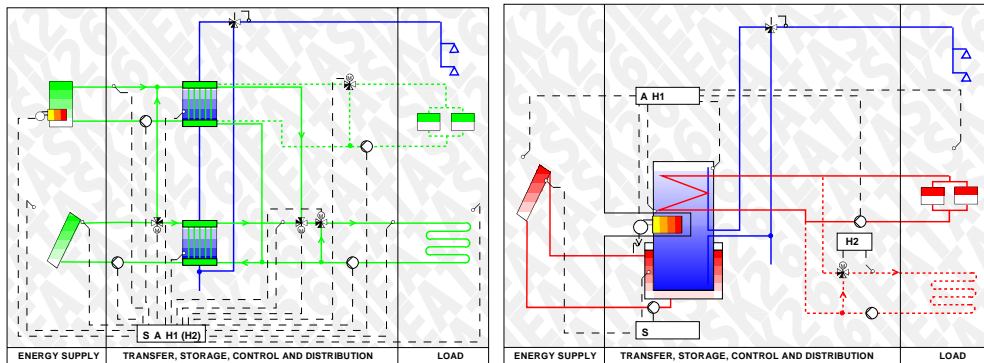 S A H1 (H2)
ENERGY SUPPLY
TRANSFER, STORAGE, CONTROL AND DISTRIBUTION
LOAD
A H1
H2
S
ENERGY SUPPLY
TRANSFER, STORAGE, CONTROL AND DISTRIBUTION
LOAD